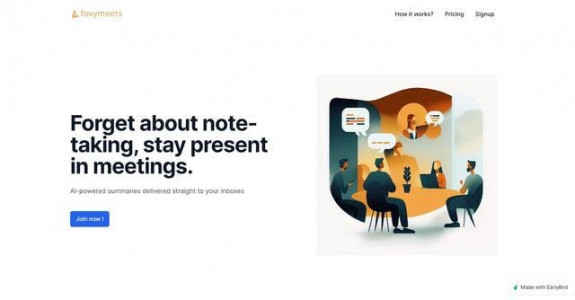 foxymeets
How it works? Pricing Signup
Forget about note-
taking, stay present
in meetings.
AI-powered summaries delivered straight to your inboxes
Join now !
Made with EarlyBird